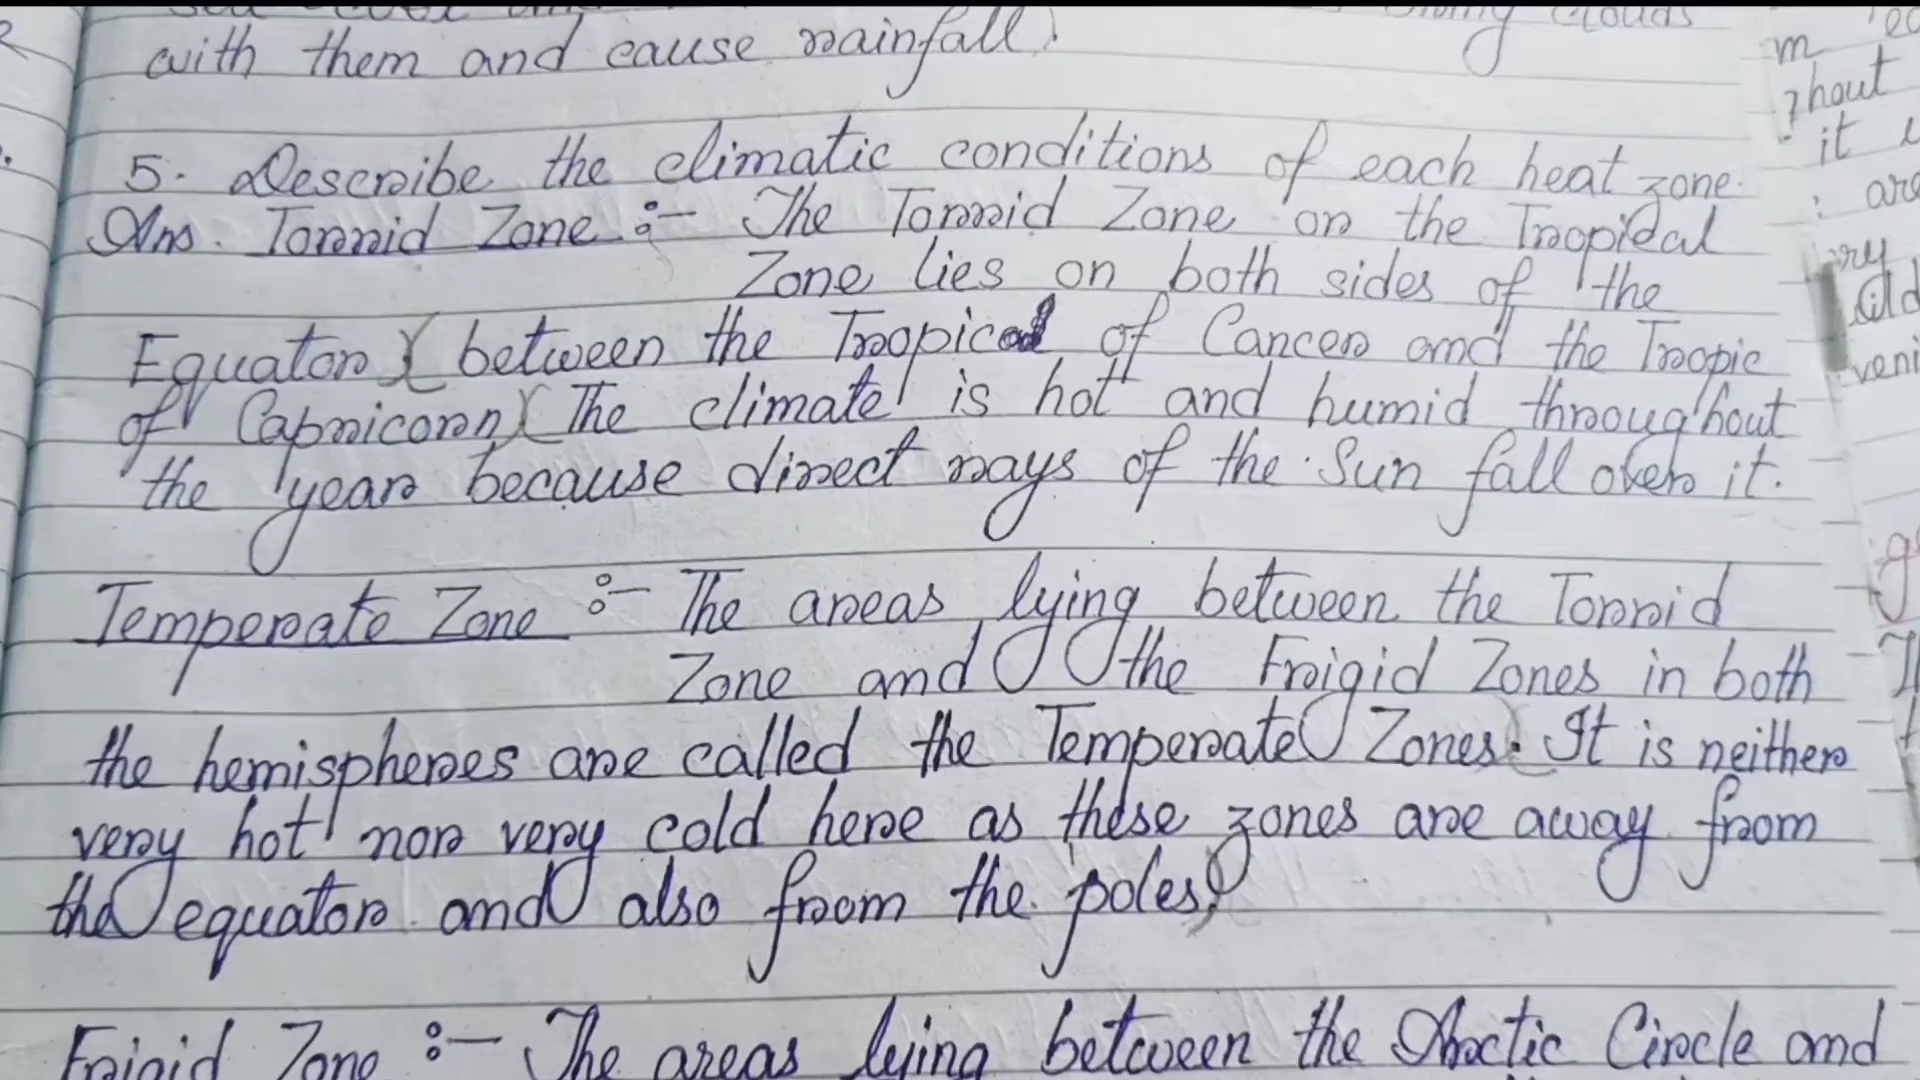 with them and cause rainfall.
5. Describe the climatic conditions of each heat zone.
Ans. Torrid Zone :- The Torrid Zone or the Tropical
Zone lies on both sides of the
Equator between the Tropic of Cancer and the Tropic
of Capricorn. The climate is hot and humid throughout
the year because direct rays of the Sun fall over it.
Temperate Zone :- The areas lying between the Torrid
Zone and the Frigid Zones in both
the hemispheres are called the Temperate Zones. It is neither
very hot nor very cold here as these zones are away from
the equator and also from the poles.
Frigid Zone :- The areas lying between the Arctic Circle and